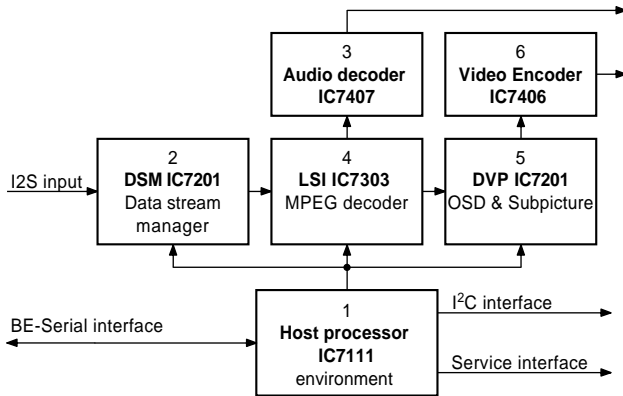 3
Audio decoder
IC7407
6
Video Encoder
IC7406
I2S input
2
DSM IC7201
Data stream
manager
4
LSI IC7303
MPEG decoder
5
DVP IC7201
OSD & Subpicture
BE-Serial interface
1
Host processor
IC7111
environment
I²C interface
Service interface